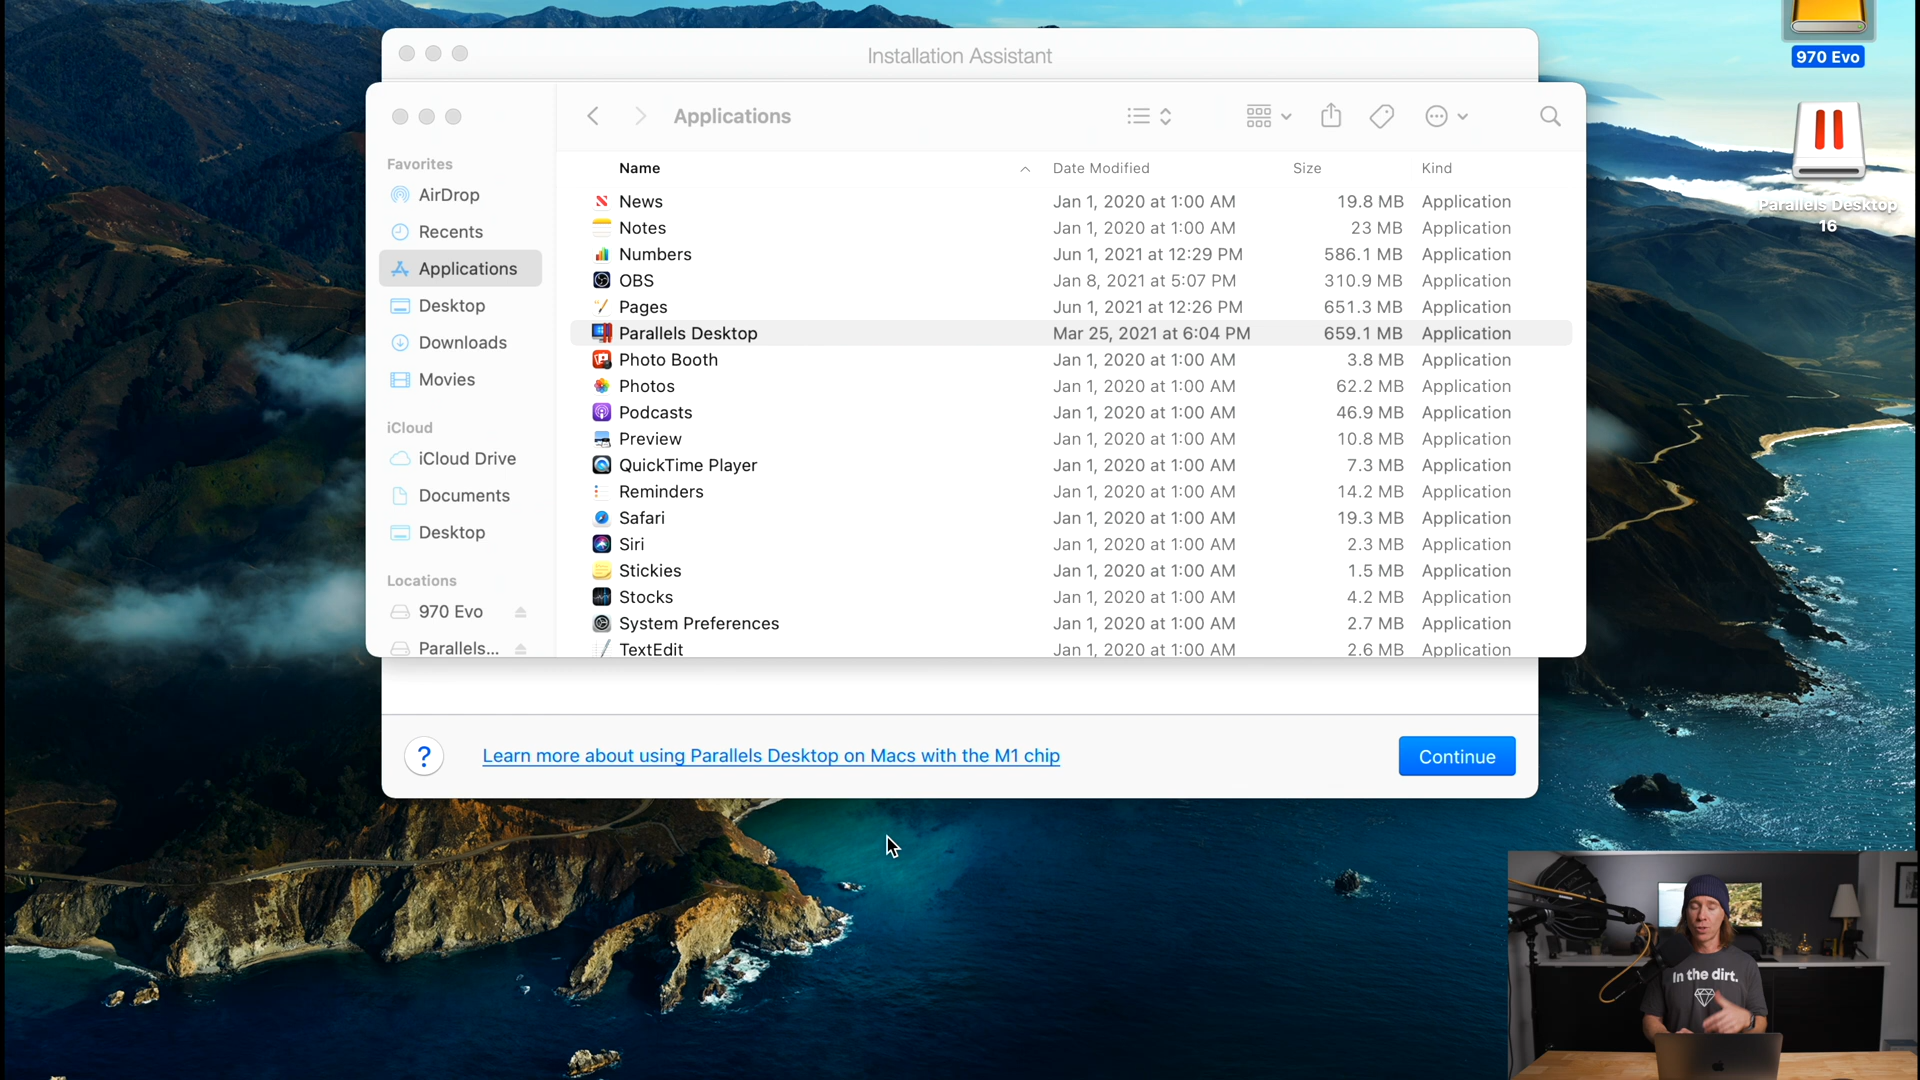 Installation Assistant
970 Evo
Parallels Desktop
16
Applications
Favorites
AirDrop
Recents
Applications
Desktop
Downloads
Movies
iCloud
iCloud Drive
Documents
Desktop
Locations
970 Evo
Parallels...
Name Date Modified Size Kind
News Jan 1, 2020 at 1:00 AM 19.8 MB Application
Notes Jan 1, 2020 at 1:00 AM 23 MB Application
Numbers Jun 1, 2021 at 12:29 PM 586.1 MB Application
OBS Jan 8, 2021 at 5:07 PM 310.9 MB Application
Pages Jun 1, 2021 at 12:26 PM 651.3 MB Application
Parallels Desktop Mar 25, 2021 at 6:04 PM 659.1 MB Application
Photo Booth Jan 1, 2020 at 1:00 AM 3.8 MB Application
Photos Jan 1, 2020 at 1:00 AM 62.2 MB Application
Podcasts Jan 1, 2020 at 1:00 AM 46.9 MB Application
Preview Jan 1, 2020 at 1:00 AM 10.8 MB Application
QuickTime Player Jan 1, 2020 at 1:00 AM 7.3 MB Application
Reminders Jan 1, 2020 at 1:00 AM 14.2 MB Application
Safari Jan 1, 2020 at 1:00 AM 19.3 MB Application
Siri Jan 1, 2020 at 1:00 AM 2.3 MB Application
Stickies Jan 1, 2020 at 1:00 AM 1.5 MB Application
Stocks Jan 1, 2020 at 1:00 AM 4.2 MB Application
System Preferences Jan 1, 2020 at 1:00 AM 2.7 MB Application
TextEdit Jan 1, 2020 at 1:00 AM 2.6 MB Application
? Learn more about using Parallels Desktop on Macs with the M1 chip Continue
In the dirt.